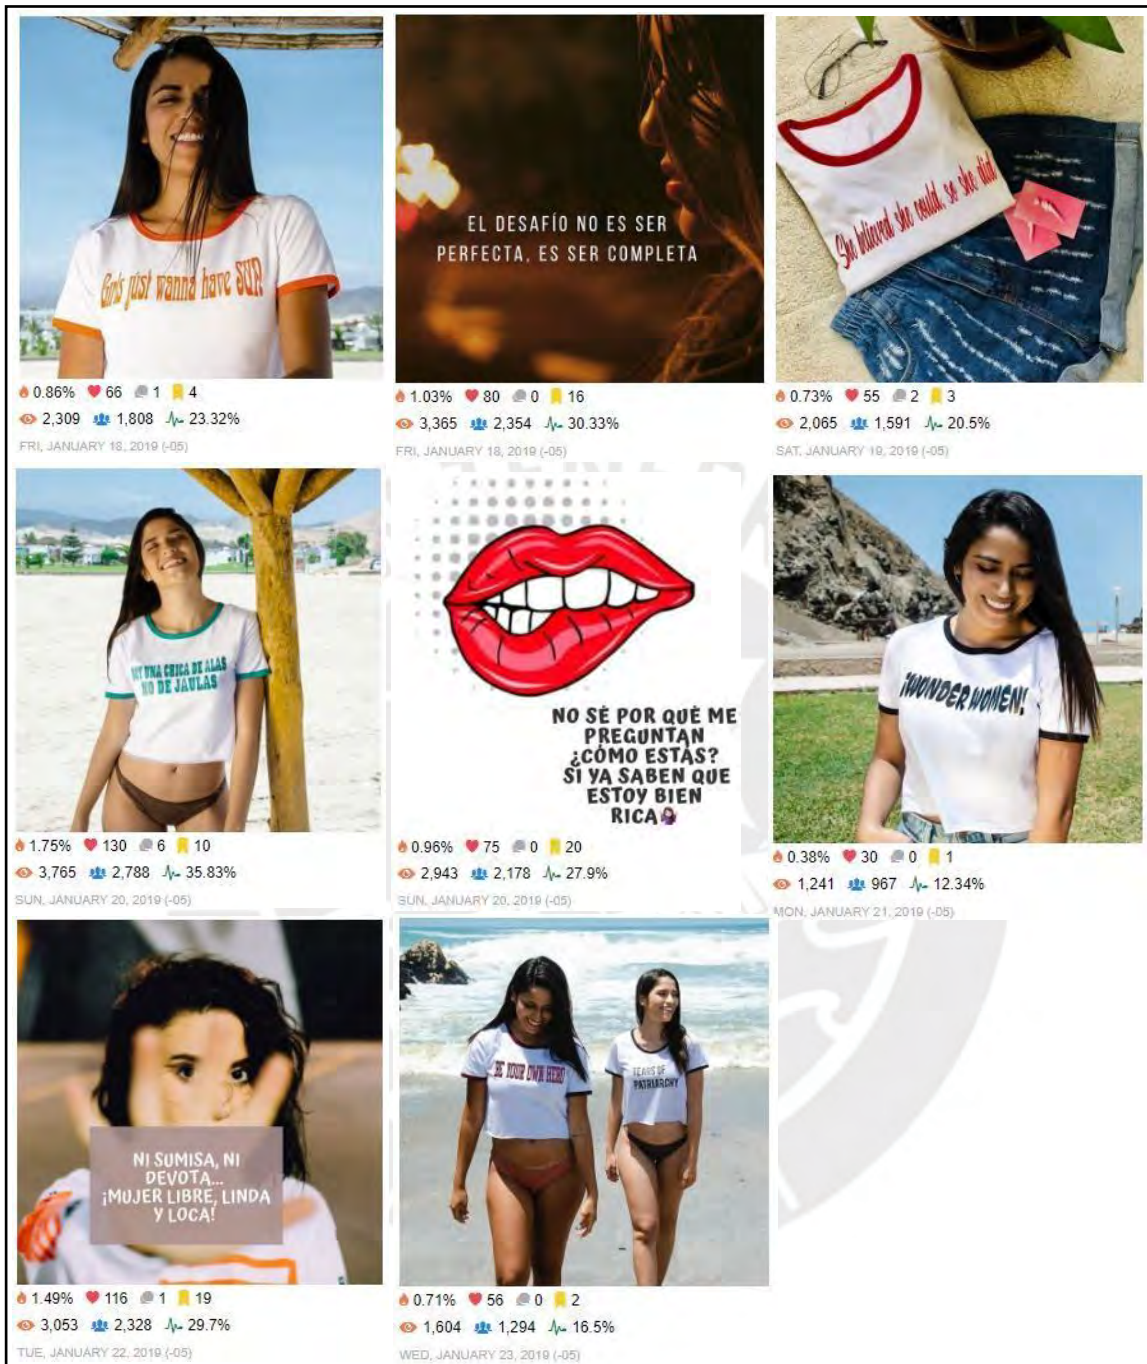 Girls just wanna have SUN
0.86% 66 1 4
2,309 1,808 23.32%
FRI, JANUARY 18, 2019 (-05)
EL DESAFÍO NO ES SER
PERFECTA, ES SER COMPLETA
1.03% 80 0 16
3,365 2,354 30.33%
FRI, JANUARY 18, 2019 (-05)
She believed she could, so she did
0.73% 55 2 3
2,065 1,591 20.5%
SAT, JANUARY 19, 2019 (-05)
SOY UNA CHICA DE ALAS
NO DE JAULAS
1.75% 130 6 10
3,765 2,788 35.83%
SUN, JANUARY 20, 2019 (-05)
NO SÉ POR QUÉ ME
PREGUNTAN
¿CÓMO ESTÁS?
SI YA SABEN QUE
ESTOY BIEN
RICA
0.96% 75 0 20
2,943 2,178 27.9%
SUN, JANUARY 20, 2019 (-05)
¡WONDER WOMEN!
0.38% 30 0 1
1,241 967 12.34%
MON, JANUARY 21, 2019 (-05)
NI SUMISA, NI
DEVOTA...
¡MUJER LIBRE, LINDA
Y LOCA!
1.49% 116 1 19
3,053 2,328 29.7%
TUE, JANUARY 22, 2019 (-05)
BE YOUR OWN HERO
TEARS OF
PATRIARCHY
0.71% 56 0 2
1,604 1,294 16.5%
WED, JANUARY 23, 2019 (-05)